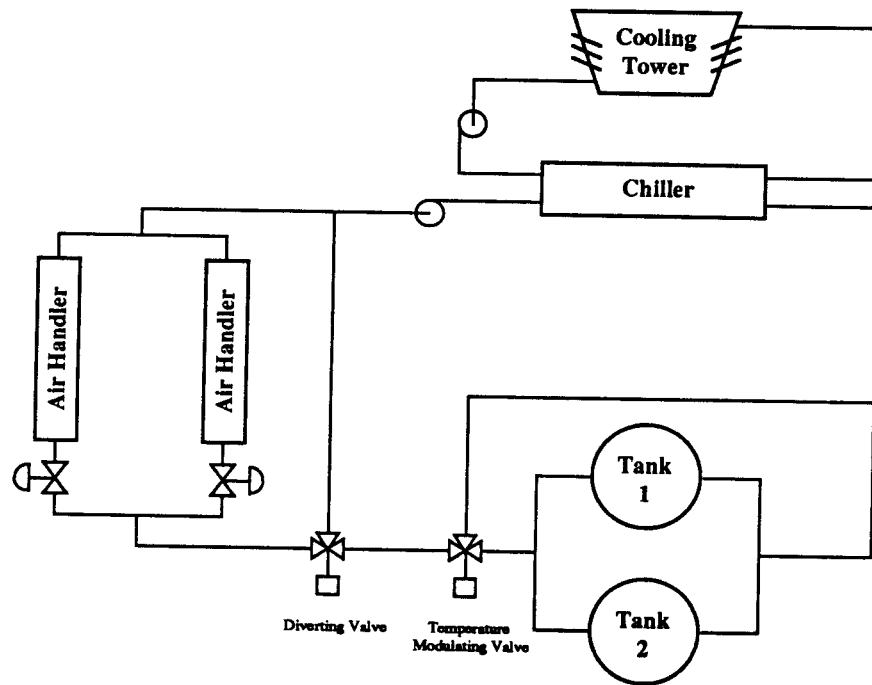 Cooling
Tower
Chiller
Air Handler
Air Handler
Tank
1
Diverting Valve
Temperature
Modulating Valve
Tank
2